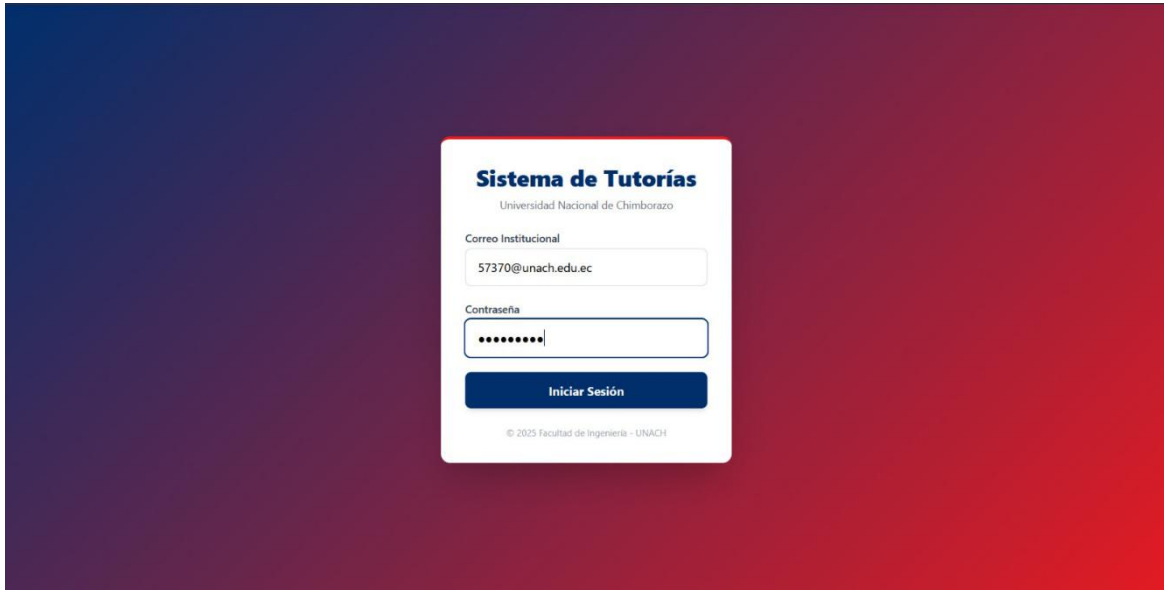 Sistema de Tutorías
Universidad Nacional de Chimborazo
Correo Institucional
57370@unach.edu.ec
Contraseña
•••••••••
Iniciar Sesión
© 2025 Facultad de Ingeniería - UNACH